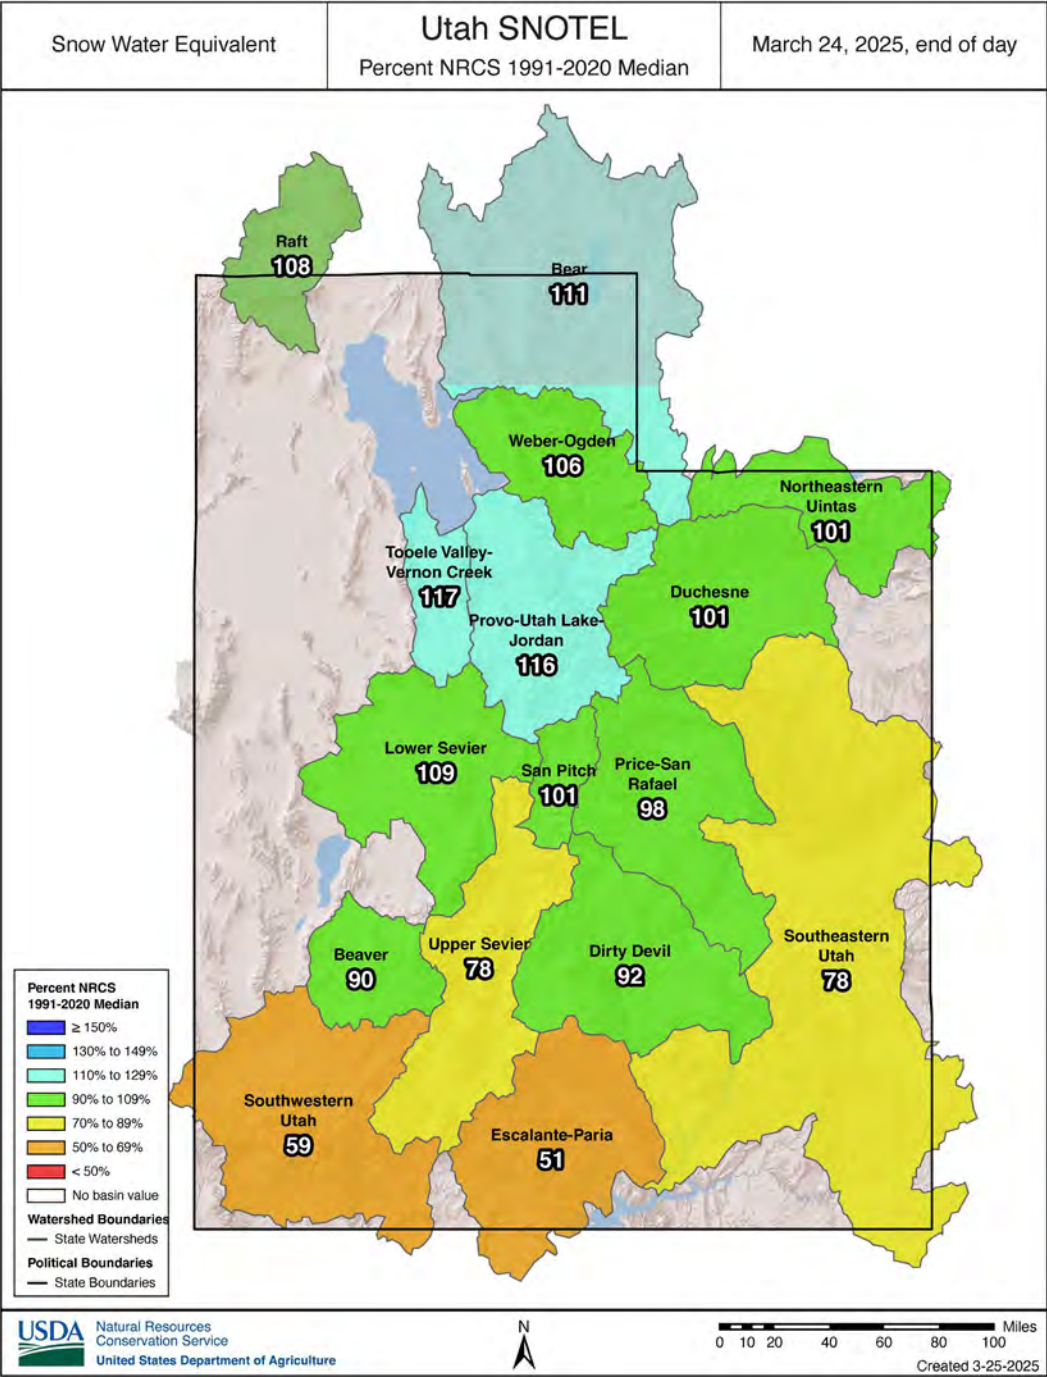 Snow Water Equivalent
Utah SNOTEL
Percent NRCS 1991-2020 Median
March 24, 2025, end of day
Raft
108
Bear
111
Weber-Ogden
106
Northeastern
Uintas
101
Tooele Valley-
Vernon Creek
117
Duchesne
101
Provo-Utah Lake-
Jordan
116
Lower Sevier
109
San Pitch
101
Price-San
Rafael
98
Beaver
90
Upper Sevier
78
Dirty Devil
92
Southeastern
Utah
78
Southwestern
Utah
59
Escalante-Paria
51
Percent NRCS
1991-2020 Median
≥ 150%
130% to 149%
110% to 129%
90% to 109%
70% to 89%
50% to 69%
< 50%
No basin value
Watershed Boundaries
State Watersheds
Political Boundaries
State Boundaries
USDA
Natural Resources
Conservation Service
United States Department of Agriculture
N
Miles
0 10 20 40 60 80 100
Created 3-25-2025